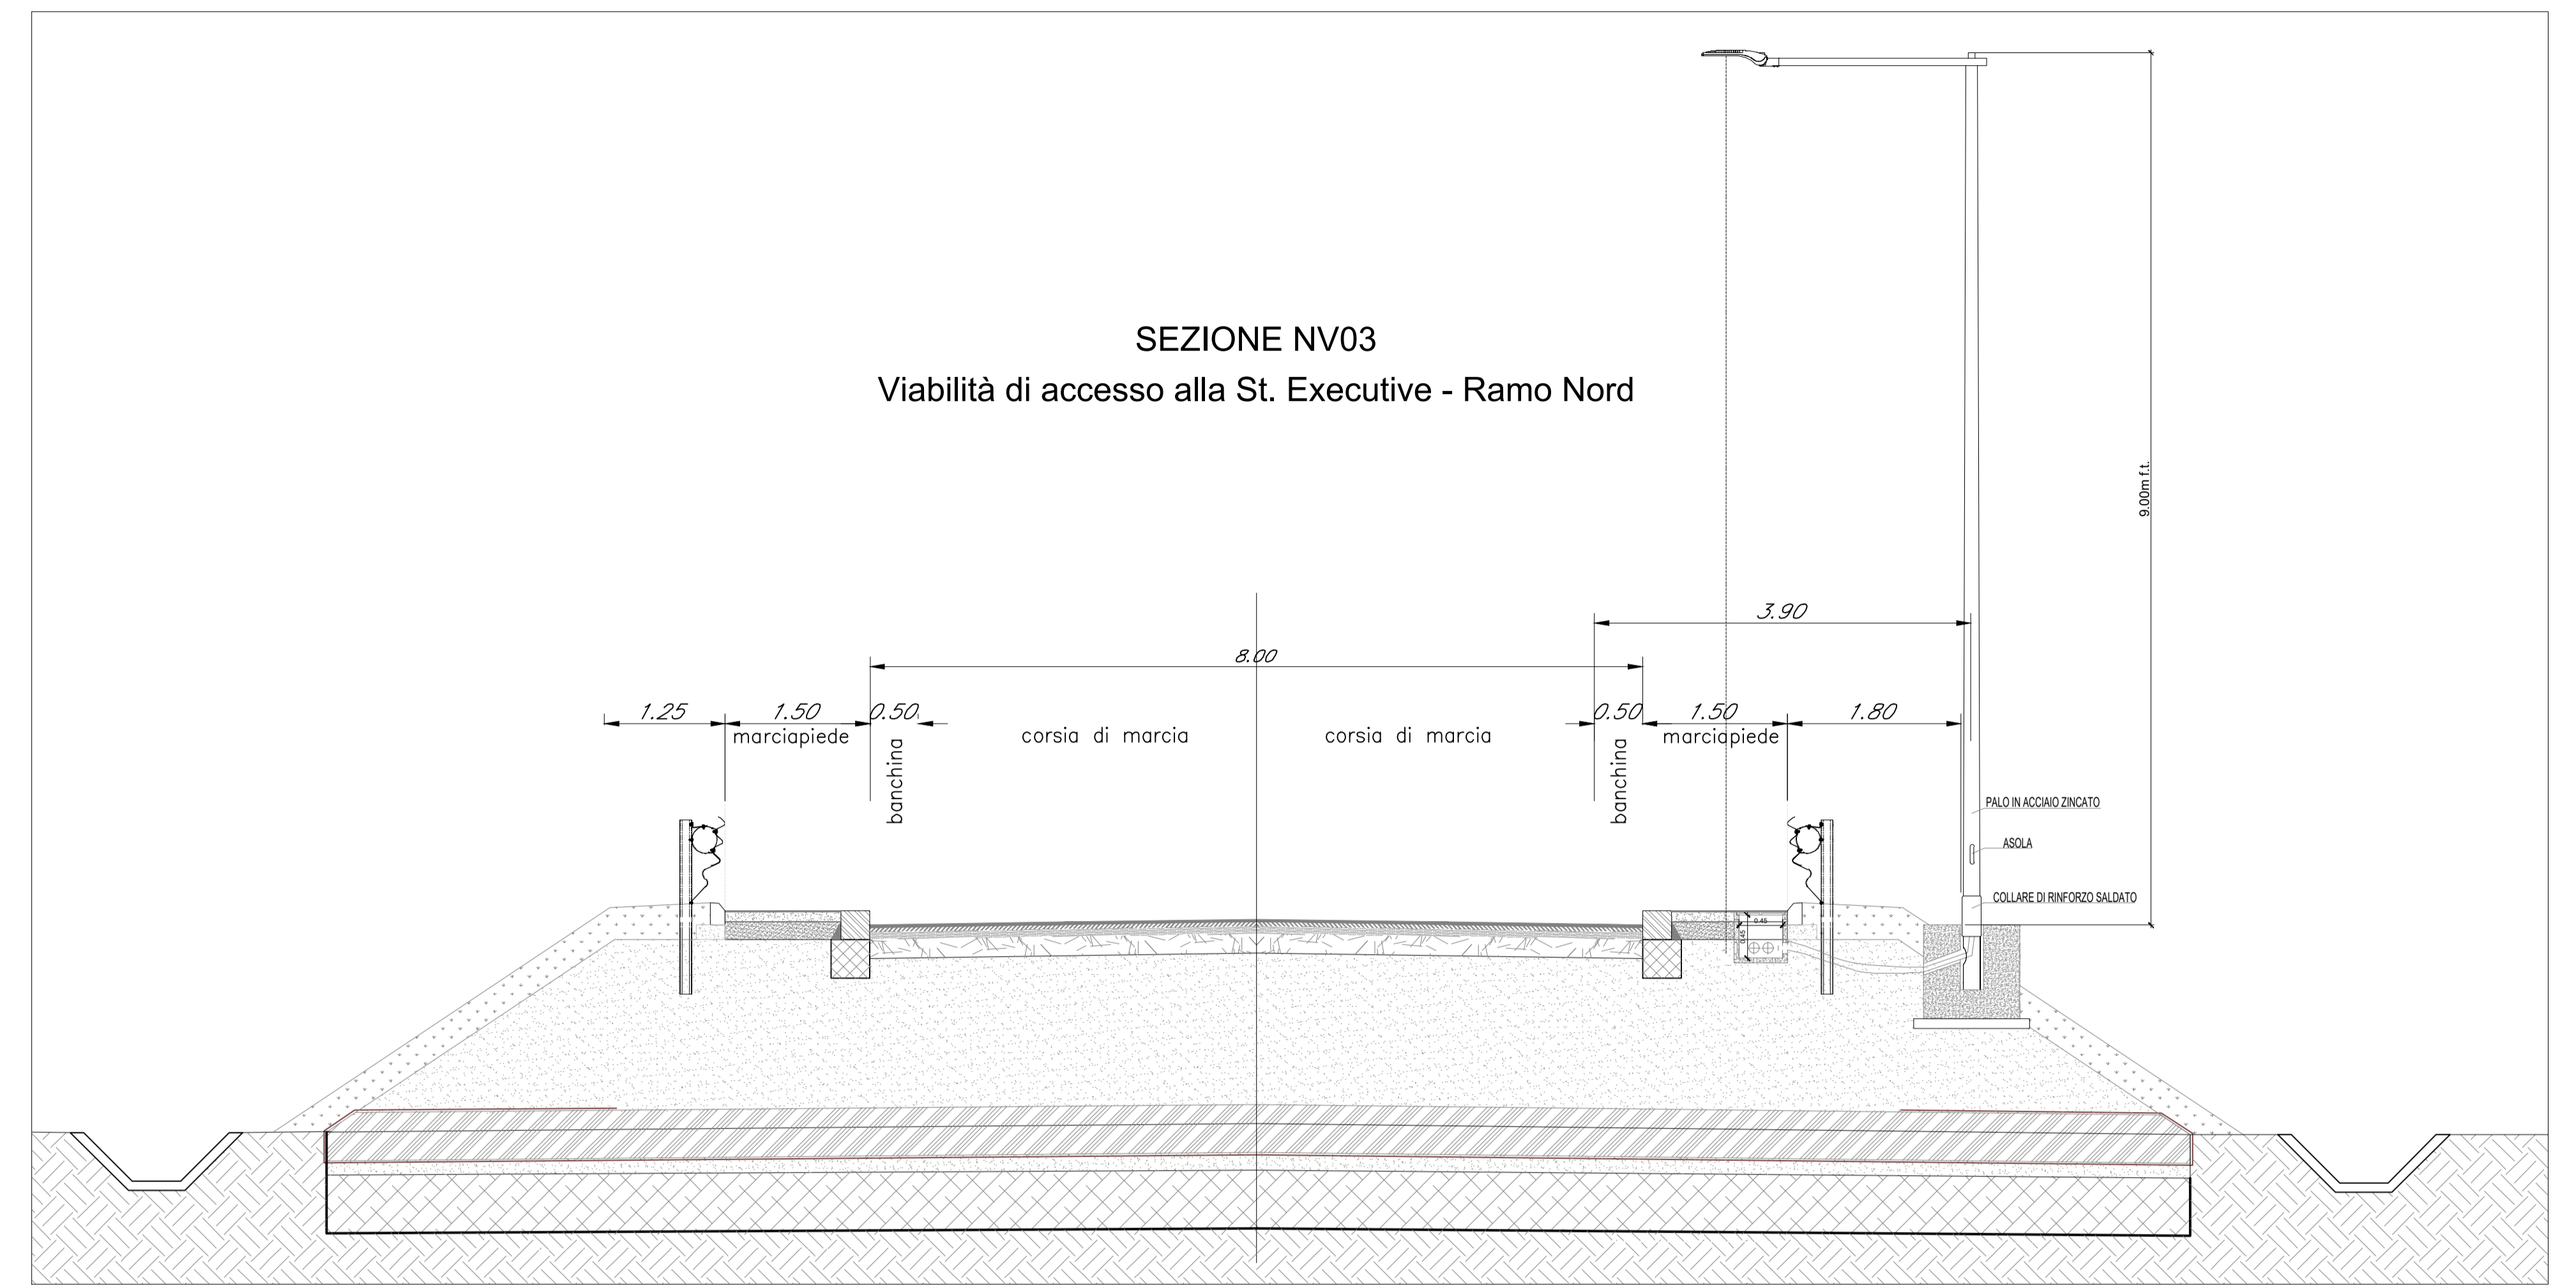 SEZIONE NV03
Viabilità di accesso alla St. Executive - Ramo Nord
9.00m f.t.
3.90
8.00
1.25
1.50
0.50
0.50
1.50
1.80
marciapiede
banchina
corsia di marcia
corsia di marcia
banchina
marciapiede
PALO IN ACCIAIO ZINCATO
ASOLA
COLLARE DI RINFORZO SALDATO
0.45
0.45